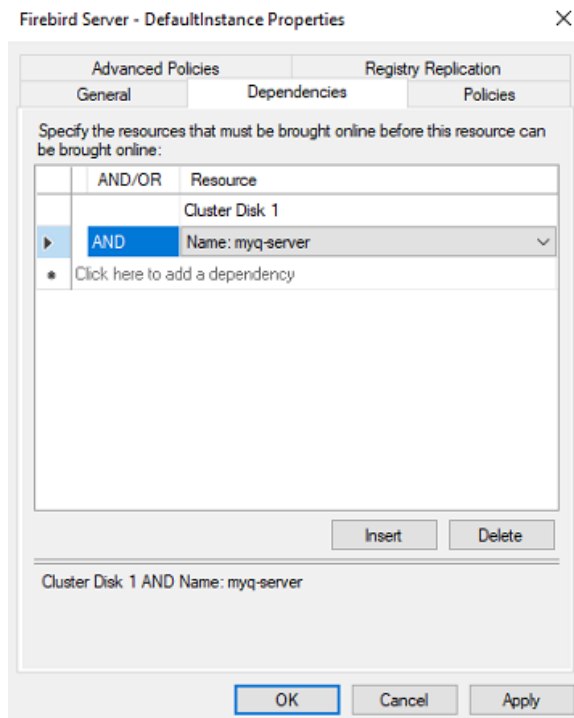 Firebird Server - DefaultInstance Properties
Advanced Policies
Registry Replication
General
Dependencies
Policies
Specify the resources that must be brought online before this resource can
be brought online:
AND/OR Resource
Cluster Disk 1
AND Name: myq-server
Click here to add a dependency
Insert
Delete
Cluster Disk 1 AND Name: myq-server
OK
Cancel
Apply